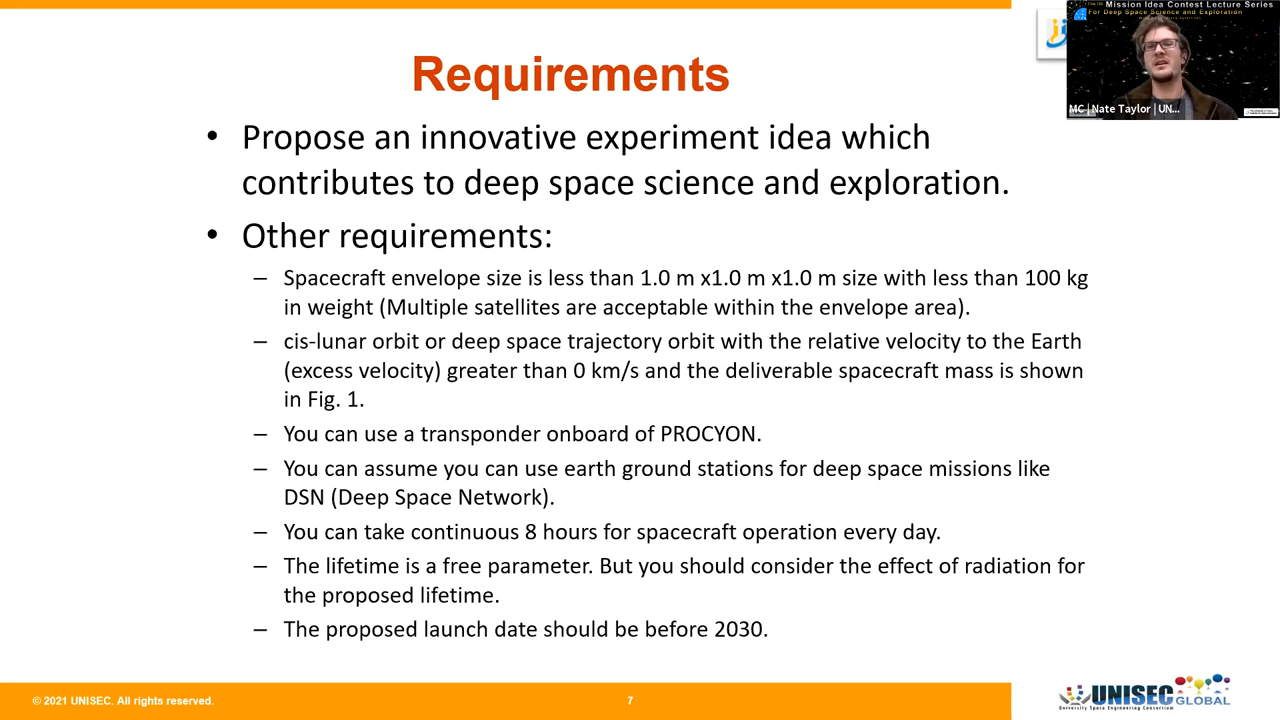 Requirements
• Propose an innovative experiment idea which
contributes to deep space science and exploration.
• Other requirements:
– Spacecraft envelope size is less than 1.0 m x1.0 m x1.0 m size with less than 100 kg
in weight (Multiple satellites are acceptable within the envelope area).
– cis-lunar orbit or deep space trajectory orbit with the relative velocity to the Earth
(excess velocity) greater than 0 km/s and the deliverable spacecraft mass is shown
in Fig. 1.
– You can use a transponder onboard of PROCYON.
– You can assume you can use earth ground stations for deep space missions like
DSN (Deep Space Network).
– You can take continuous 8 hours for spacecraft operation every day.
– The lifetime is a free parameter. But you should consider the effect of radiation for
the proposed lifetime.
– The proposed launch date should be before 2030.
Mission Idea Contest Lecture Series
For Deep Space Science and Exploration
MC | Nate Taylor | UN...
© 2021 UNISEC. All rights reserved.
7
UNISEC GLOBAL
University Space Engineering Consortium